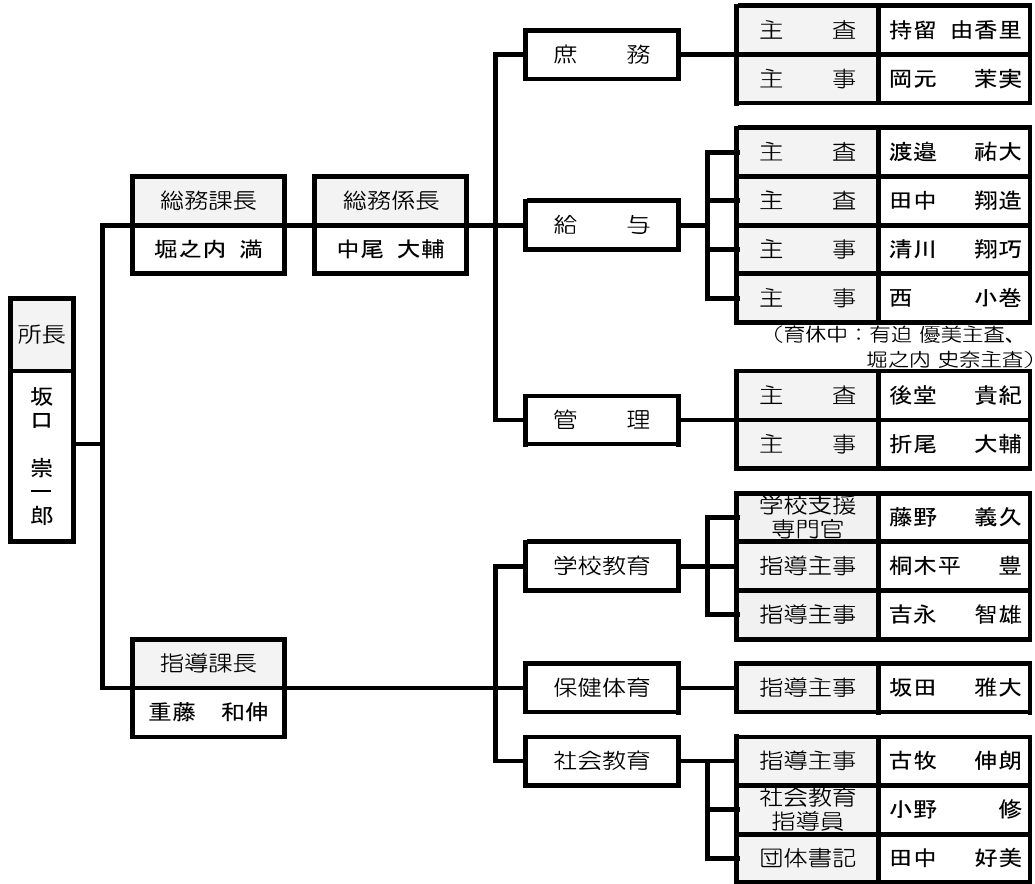 所長
坂口 崇一郎
総務課長
堀之内 満
総務係長
中尾 大輔
庶 務
主 査 持留 由香里
主 事 岡元 茉実
給 与
主 査 渡邉 祐大
主 査 田中 翔造
主 事 清川 翔巧
主 事 西 小巻
（育休中：有迫 優美主査、
堀之内 史奈主査）
管 理
主 査 後堂 貴紀
主 事 折尾 大輔
指導課長
重藤 和伸
学校教育
学校支援
専門官 藤野 義久
指導主事 桐木平 豊
指導主事 吉永 智雄
保健体育
指導主事 坂田 雅大
社会教育
指導主事 古牧 伸朗
社会教育
指導員 小野 修
団体書記 田中 好美